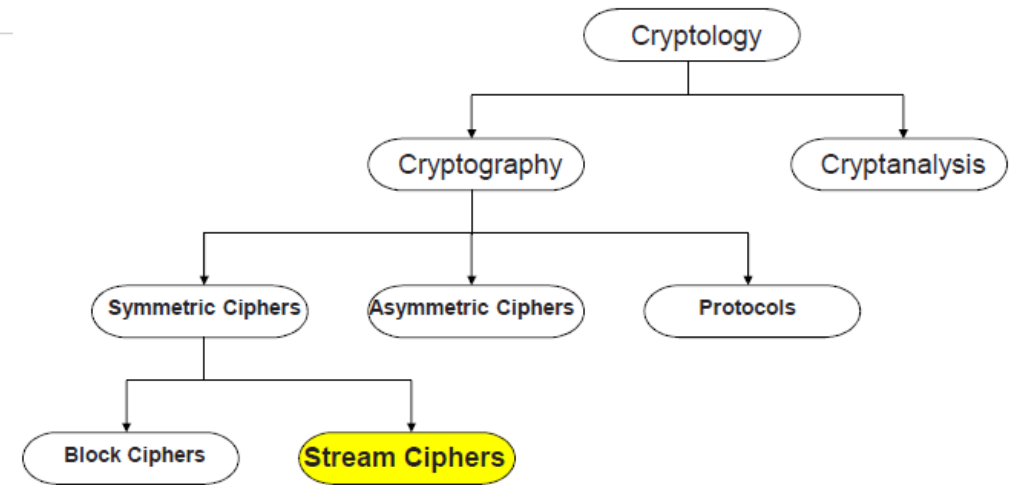 Cryptology
Cryptography
Cryptanalysis
Symmetric Ciphers
Asymmetric Ciphers
Protocols
Block Ciphers
Stream Ciphers